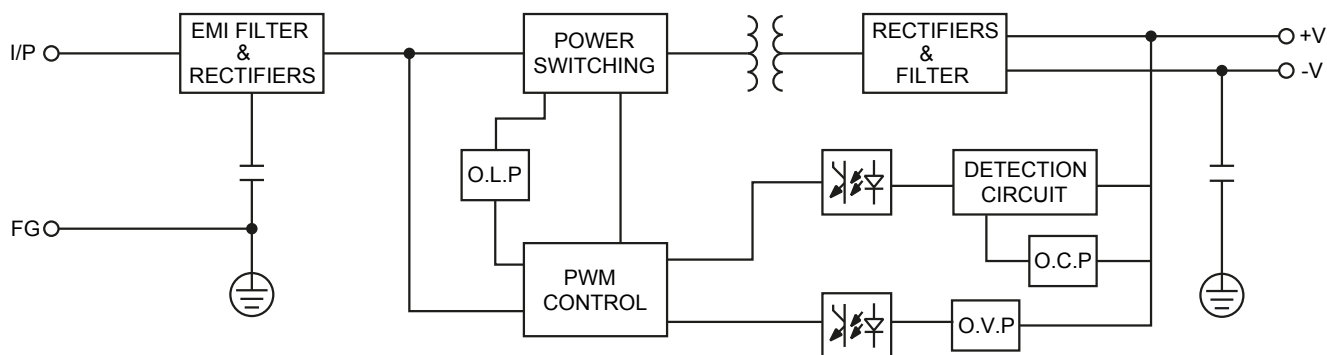 I/P
EMI FILTER
&
RECTIFIERS
POWER
SWITCHING
RECTIFIERS
&
FILTER
+V
-V
O.L.P
DETECTION
CIRCUIT
FG
PWM
CONTROL
O.C.P
O.V.P